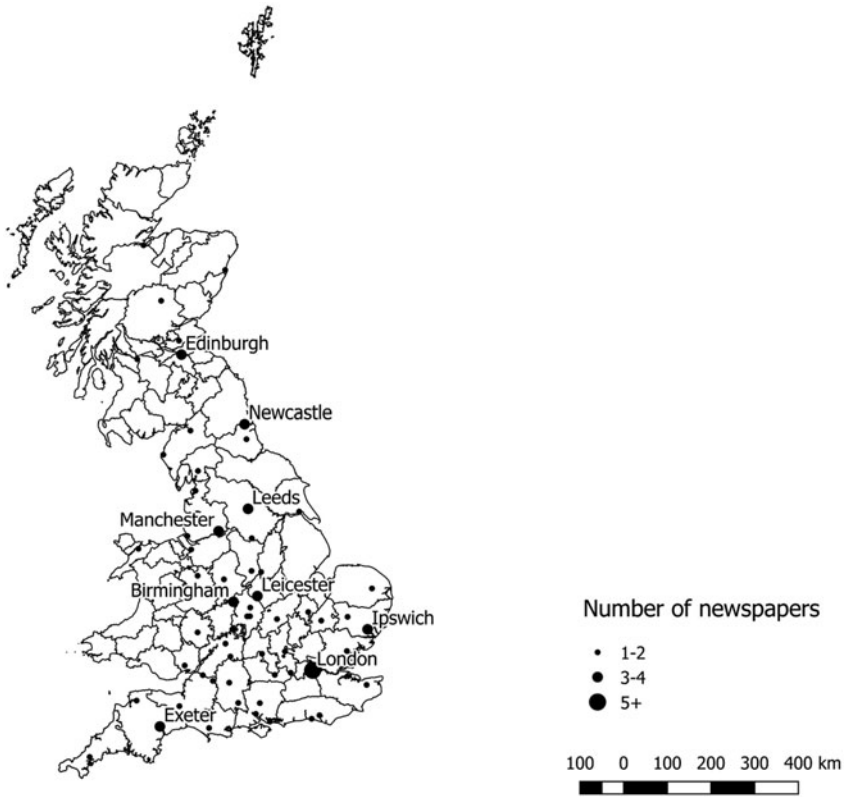 Edinburgh
Newcastle
Leeds
Manchester
Leicester
Birmingham
Ipswich
London
Exeter
Number of newspapers
1-2
3-4
5+
100 0 100 200 300 400 km